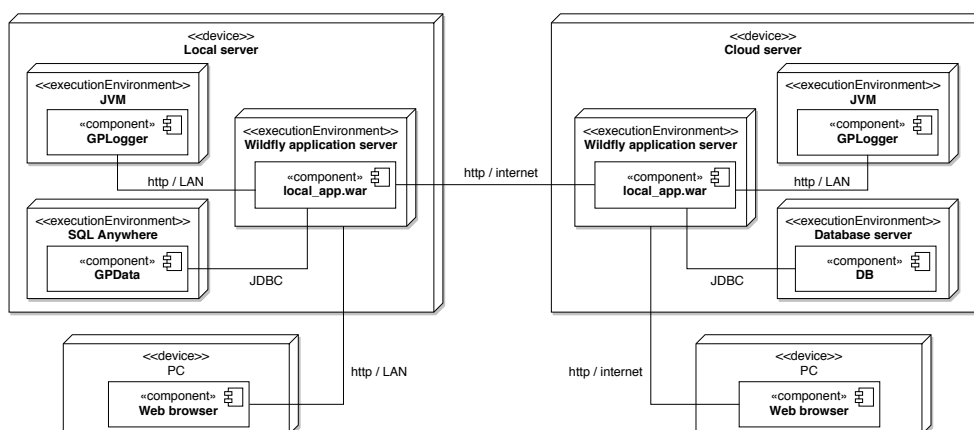 <<device>>
Local server
<<executionEnvironment>>
JVM
«component»
GPLogger
<<executionEnvironment>>
Wildfly application server
«component»
local_app.war
http / LAN
<<executionEnvironment>>
SQL Anywhere
«component»
GPData
JDBC
http / internet
<<device>>
Cloud server
<<executionEnvironment>>
Wildfly application server
«component»
local_app.war
<<executionEnvironment>>
JVM
«component»
GPLogger
http / LAN
<<executionEnvironment>>
Database server
«component»
DB
JDBC
<<device>>
PC
«component»
Web browser
http / LAN
http / internet
<<device>>
PC
«component»
Web browser